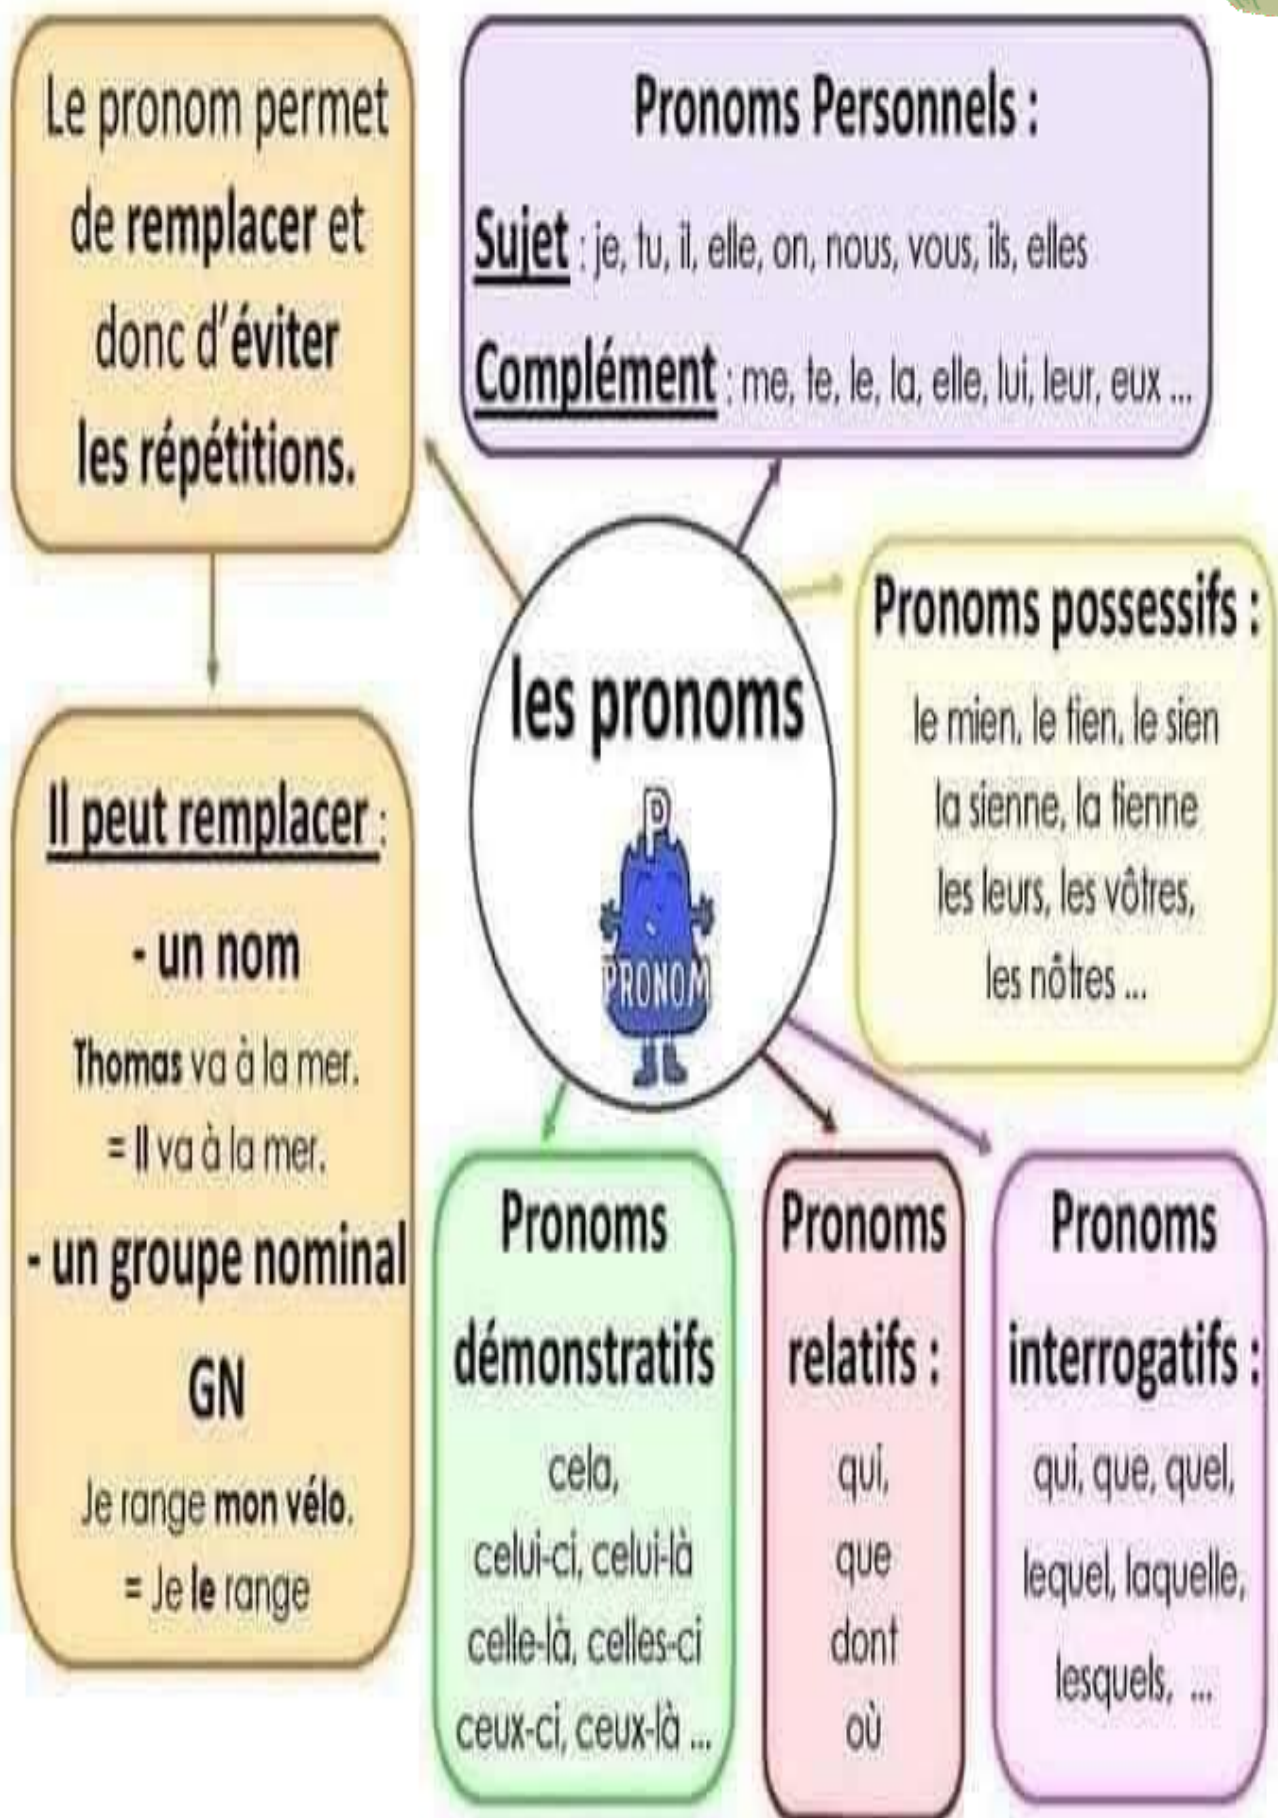 Le pronom permet
de remplacer et
donc d'éviter
les répétitions.
Il peut remplacer :
- un nom
Thomas va à la mer.
= Il va à la mer.
- un groupe nominal
GN
Je range mon vélo.
= Je le range
les pronoms
P
PRONOM
Pronoms Personnels :
Sujet : je, tu, il, elle, on, nous, vous, ils, elles
Complément : me, te, le, la, elle, lui, leur, eux ...
Pronoms possessifs :
le mien, le tien, le sien
la sienne, la tienne
les leurs, les vôtres,
les nôtres ...
Pronoms
démonstratifs
cela,
celui-ci, celui-là
celle-là, celles-ci
ceux-ci, ceux-là ...
Pronoms
relatifs :
qui,
que
dont
où
Pronoms
interrogatifs :
qui, que, quel,
lequel, laquelle,
lesquels, ...